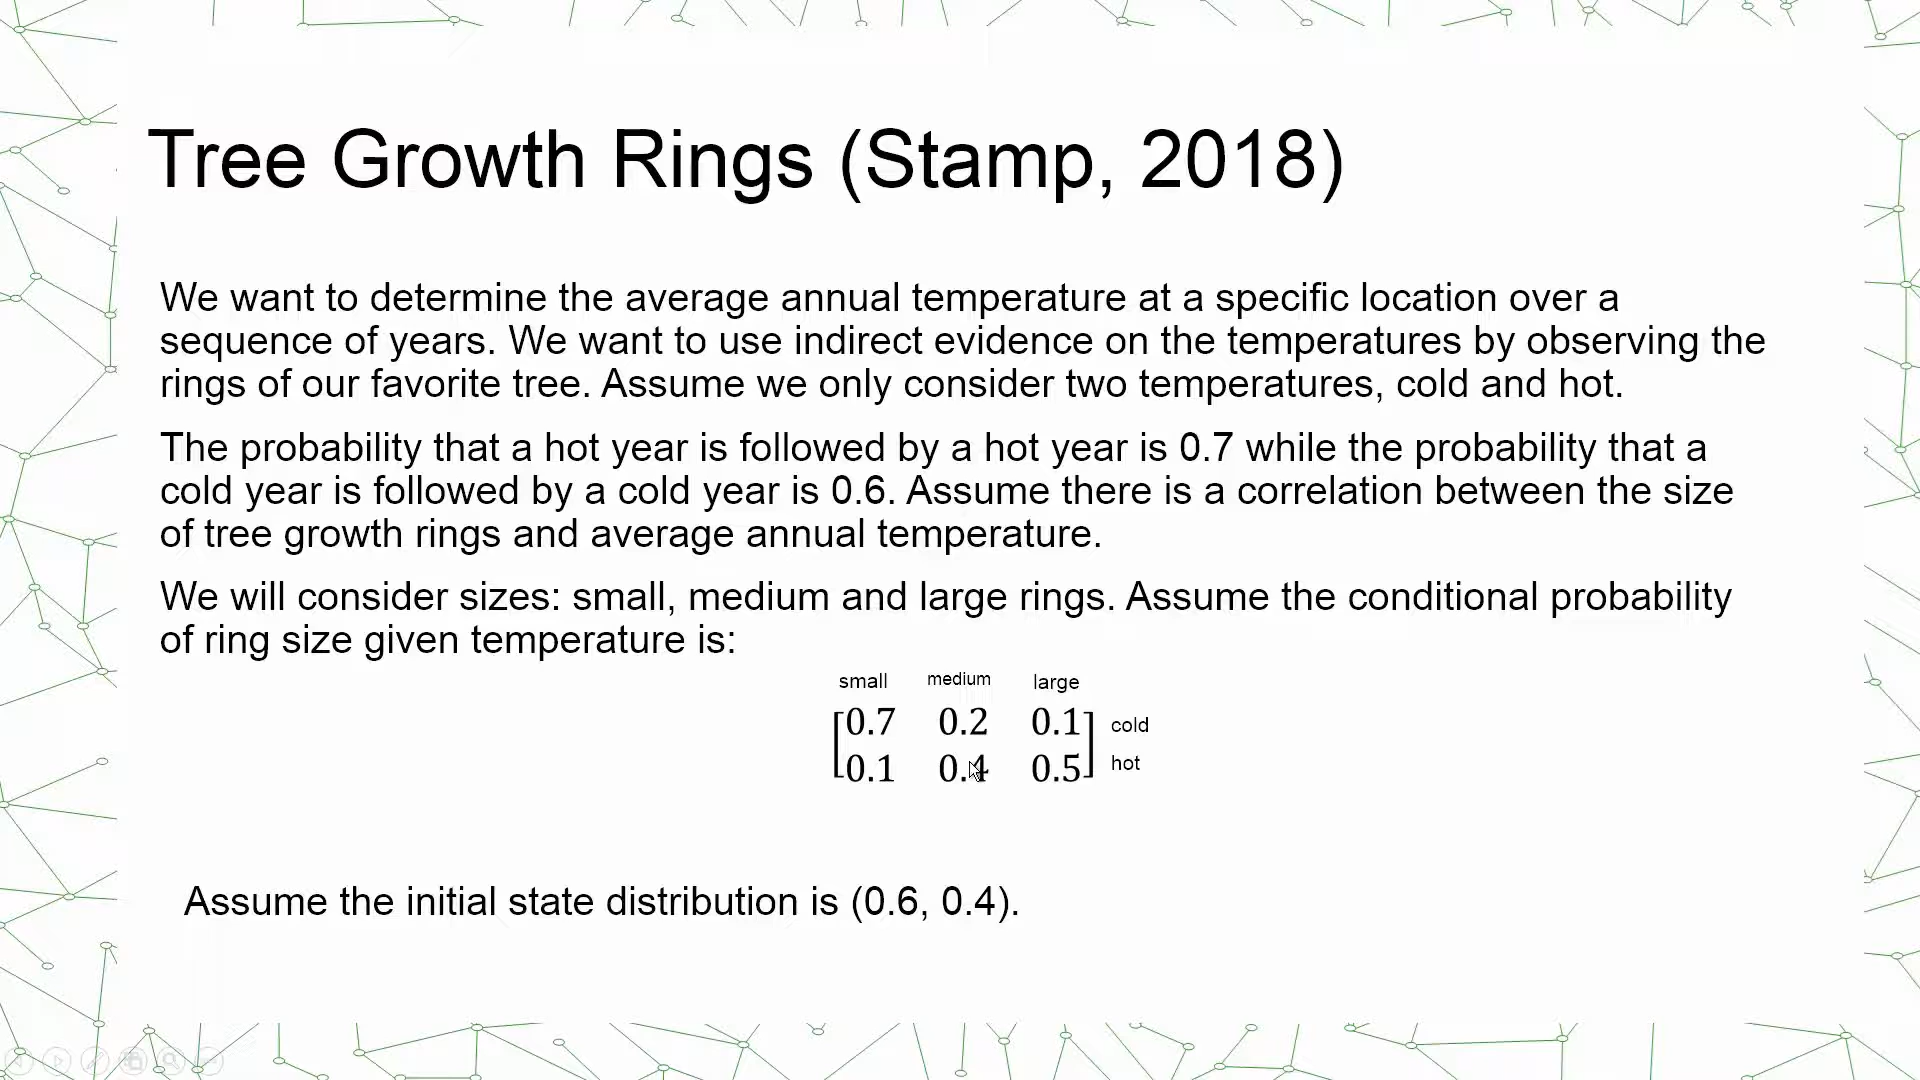 Tree Growth Rings (Stamp, 2018)
We want to determine the average annual temperature at a specific location over a
sequence of years. We want to use indirect evidence on the temperatures by observing the
rings of our favorite tree. Assume we only consider two temperatures, cold and hot.
The probability that a hot year is followed by a hot year is 0.7 while the probability that a
cold year is followed by a cold year is 0.6. Assume there is a correlation between the size
of tree growth rings and average annual temperature.
We will consider sizes: small, medium and large rings. Assume the conditional probability
of ring size given temperature is:
small medium large
[0.7 0.2 0.1] cold
[0.1 0.4 0.5] hot
Assume the initial state distribution is (0.6, 0.4).